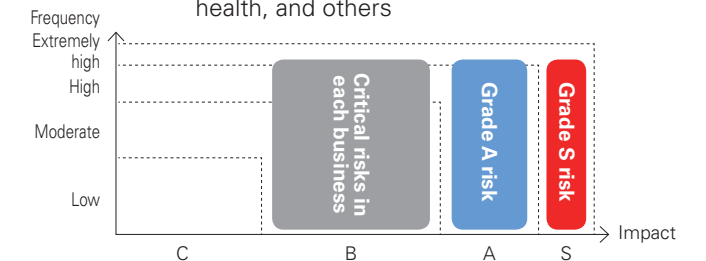 health, and others
Frequency
Extremely
high
High
Moderate
Low
Critical risks in
each business
Grade A risk
Grade S risk
Impact
C
B
A
S